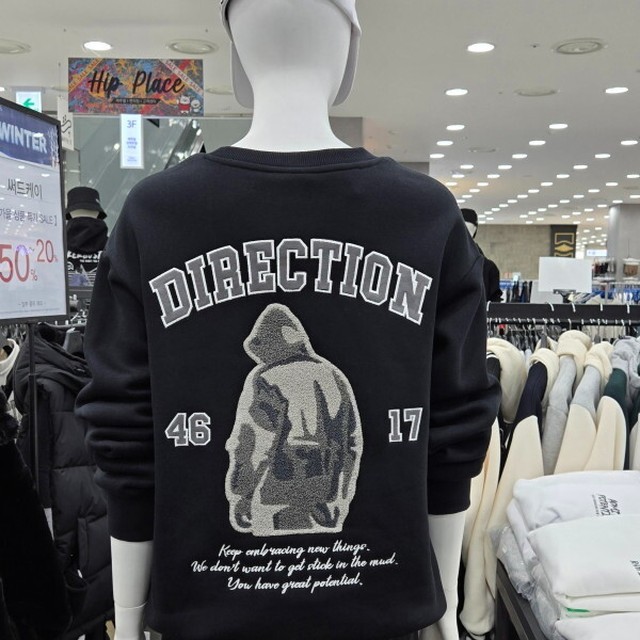 Hip Place
3F
WINTER
써드케이
50%
20%
DIRECTION
46
17
Keep embracing new things.
We don't want to get stick in the mud.
You have great potential.